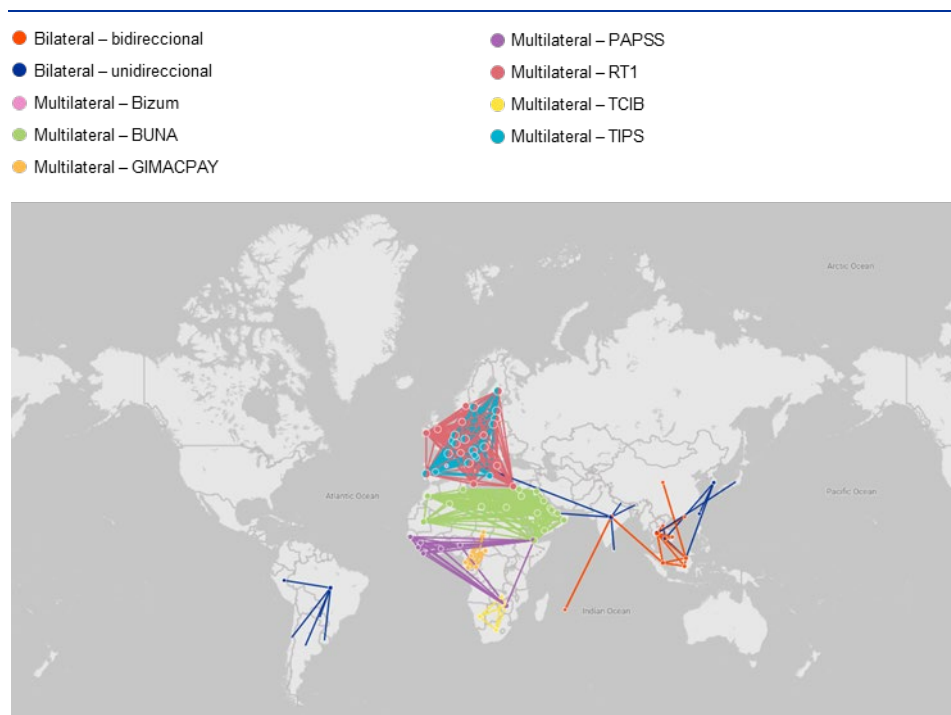 Bilateral – bidireccional
Bilateral – unidireccional
Multilateral – Bizum
Multilateral – BUNA
Multilateral – GIMACPAY
Multilateral – PAPSS
Multilateral – RT1
Multilateral – TCIB
Multilateral – TIPS
Arctic Ocean
Atlantic Ocean
Pacific Ocean
Indian Ocean